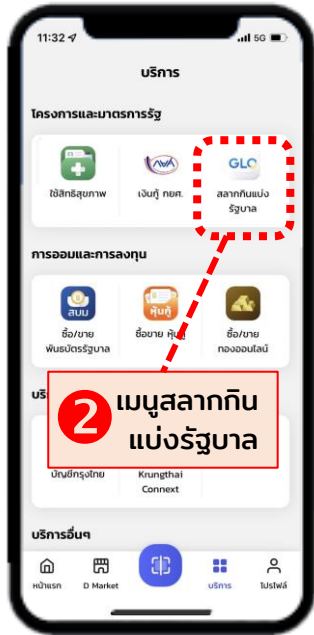 11:32
5G
บริการ
โครงการและมาตรการรัฐ
GLO
ใช้สิทธิสุขภาพ
เงินกู้ กยศ.
สลากกินแบ่ง
รัฐบาล
การออมและการลงทุน
สบม
หุ้นกู้
ซื้อ/ขาย
พันธบัตรรัฐบาล
ซื้อขาย หุ้นกู้
ซื้อ/ขาย
ทองออนไลน์
2
เมนูสลากกิน
แบ่งรัฐบาล
บัญชีกรุงไทย
Krungthai
Connext
บริการอื่นๆ
หน้าแรก
D Market
บริการ
โปรไฟล์